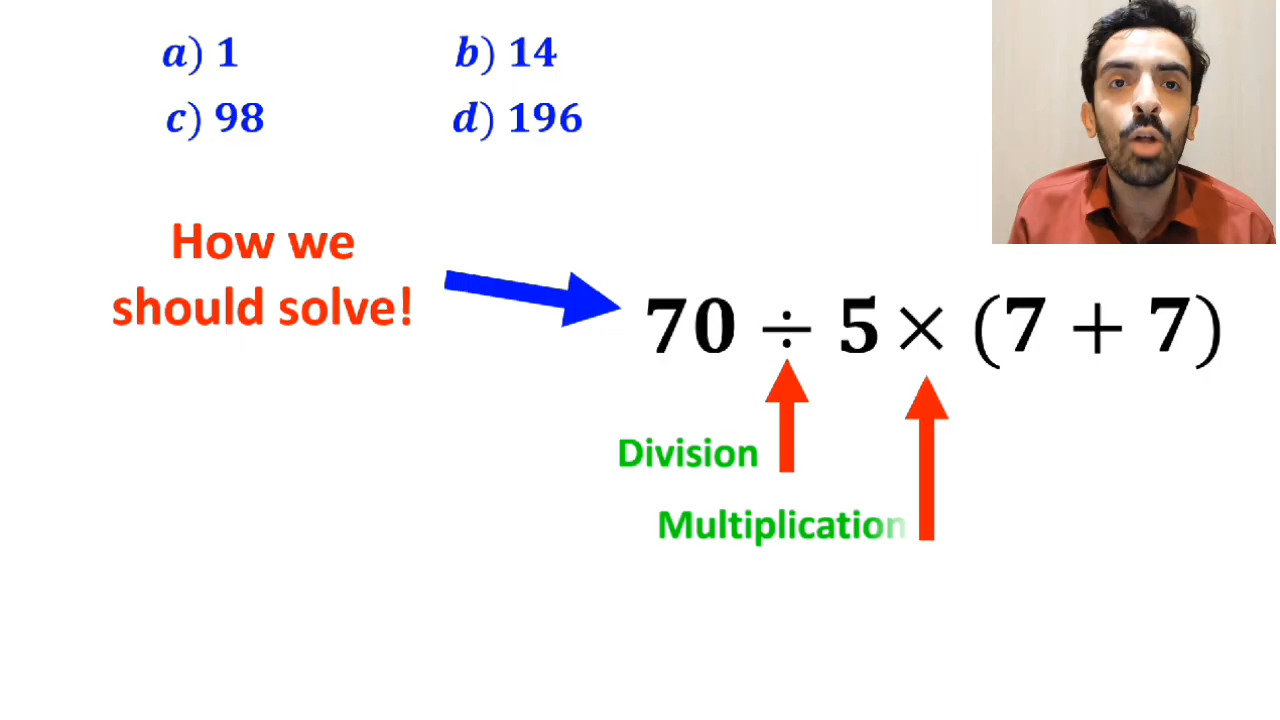 a) 1 b) 14
c) 98 d) 196
How we
should solve!
70 ÷ 5 × (7 + 7)
Division
Multiplication